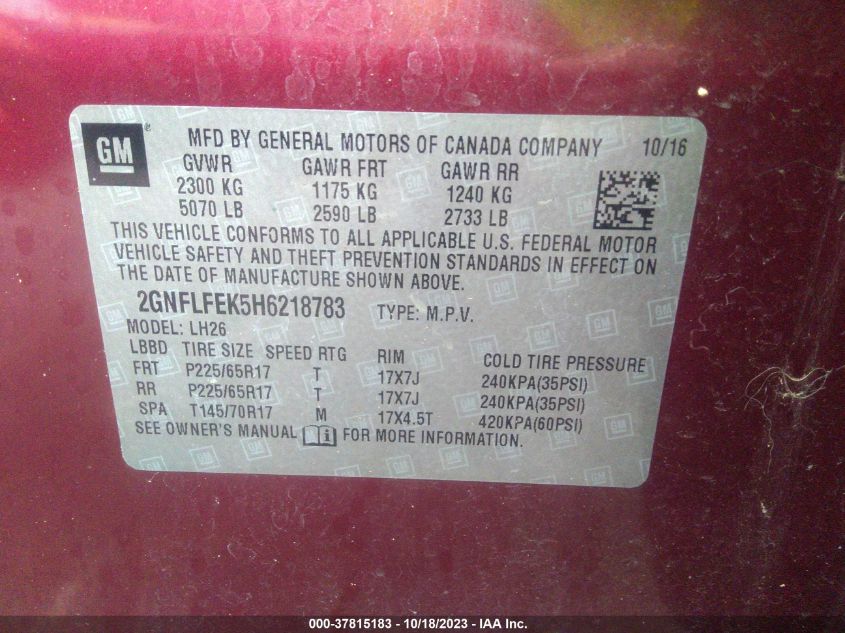 GM
MFD BY GENERAL MOTORS OF CANADA COMPANY 10/16
GVWR GAWR FRT GAWR RR
2300 KG 1175 KG 1240 KG
5070 LB 2590 LB 2733 LB
THIS VEHICLE CONFORMS TO ALL APPLICABLE U.S. FEDERAL MOTOR
VEHICLE SAFETY AND THEFT PREVENTION STANDARDS IN EFFECT ON
THE DATE OF MANUFACTURE SHOWN ABOVE.
2GNFLFEK5H6218783 TYPE: M.P.V.
MODEL: LH26
LBBD TIRE SIZE SPEED RTG RIM COLD TIRE PRESSURE
FRT P225/65R17 T 17X7J 240KPA(35PSI)
RR P225/65R17 T 17X7J 240KPA(35PSI)
SPA T145/70R17 M 17X4.5T 420KPA(60PSI)
SEE OWNER'S MANUAL FOR MORE INFORMATION.
000-37815183 - 10/18/2023 - IAA Inc.